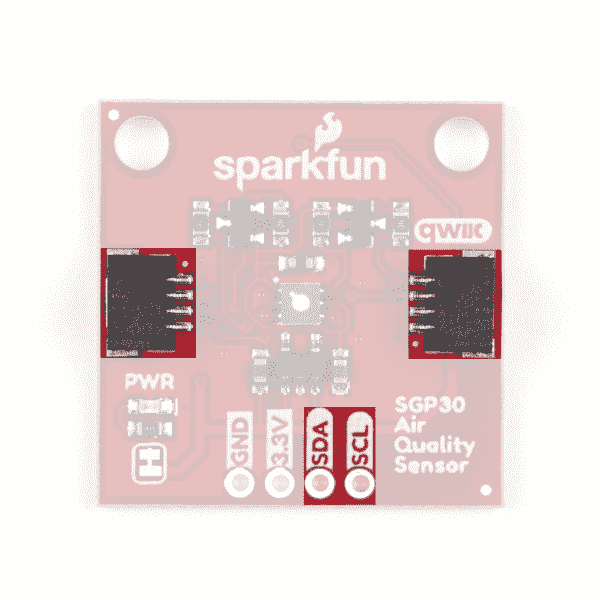 sparkfun
qwiic
PWR
GND
3.3V
SDA
SCL
SGP30
Air
Quality
Sensor